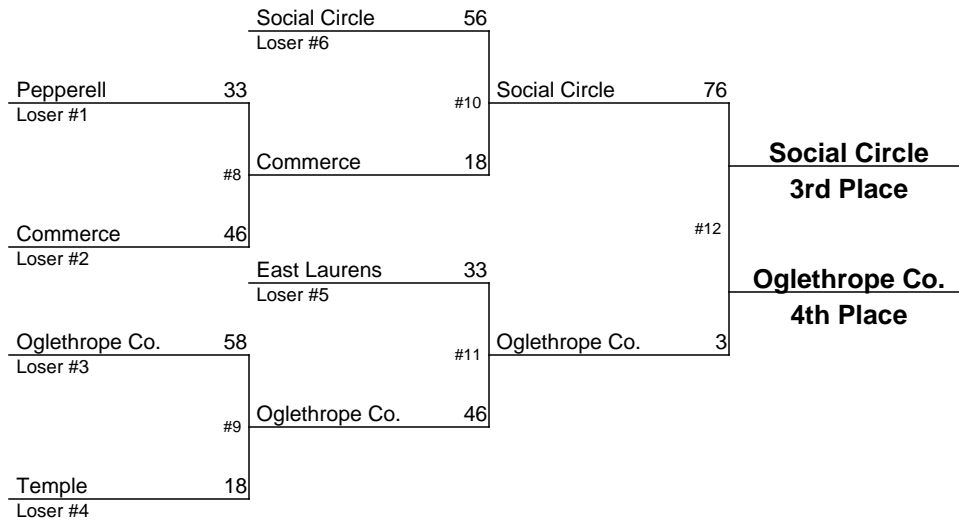 Social Circle 56
Loser #6
Pepperell 33
Loser #1
#10
Social Circle 76
#8
Commerce 18
Social Circle
3rd Place
Commerce 46
Loser #2
#12
East Laurens 33
Loser #5
Oglethrope Co.
4th Place
Oglethrope Co. 58
Loser #3
#11
Oglethrope Co. 3
#9
Oglethrope Co. 46
Temple 18
Loser #4